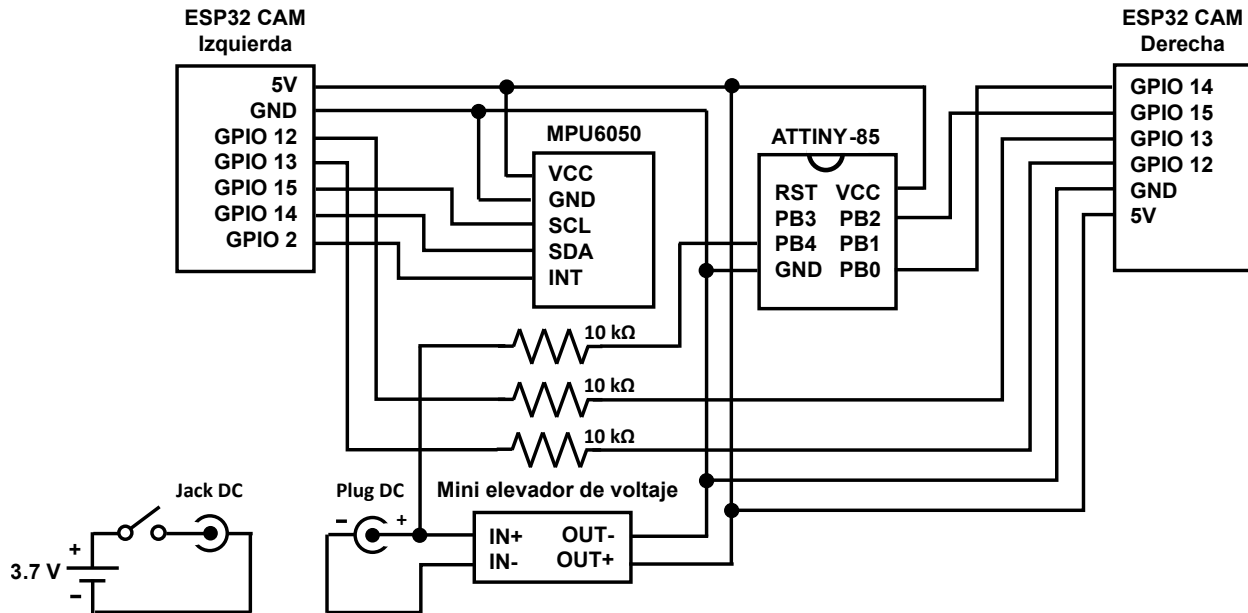 ESP32 CAM
Izquierda
5V
GND
GPIO 12
GPIO 13
GPIO 15
GPIO 14
GPIO 2
MPU6050
VCC
GND
SCL
SDA
INT
ATTINY-85
RST VCC
PB3 PB2
PB4 PB1
GND PB0
ESP32 CAM
Derecha
GPIO 14
GPIO 15
GPIO 13
GPIO 12
GND
5V
10 kΩ
10 kΩ
10 kΩ
Jack DC
+
3.7 V
-
Plug DC
- +
Mini elevador de voltaje
IN+ OUT-
IN- OUT+